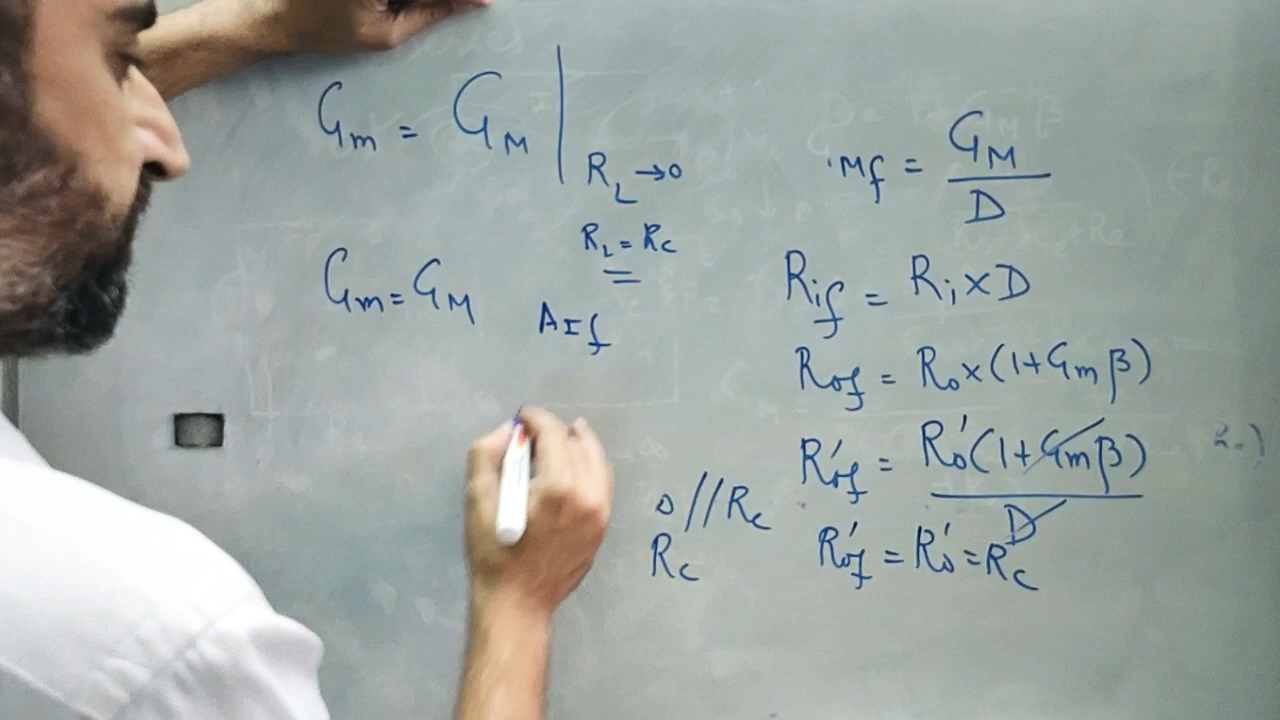 Gm = GM | RL→0
RL = Rc
Gm = GM
AIf
Mf = GM / D
Rif = Ri × D
Rof = Ro × (1 + Gm β)
R'of = R'o (1 + Gm β) / D
0 // Rc
Rc
R'of = R'o = Rc